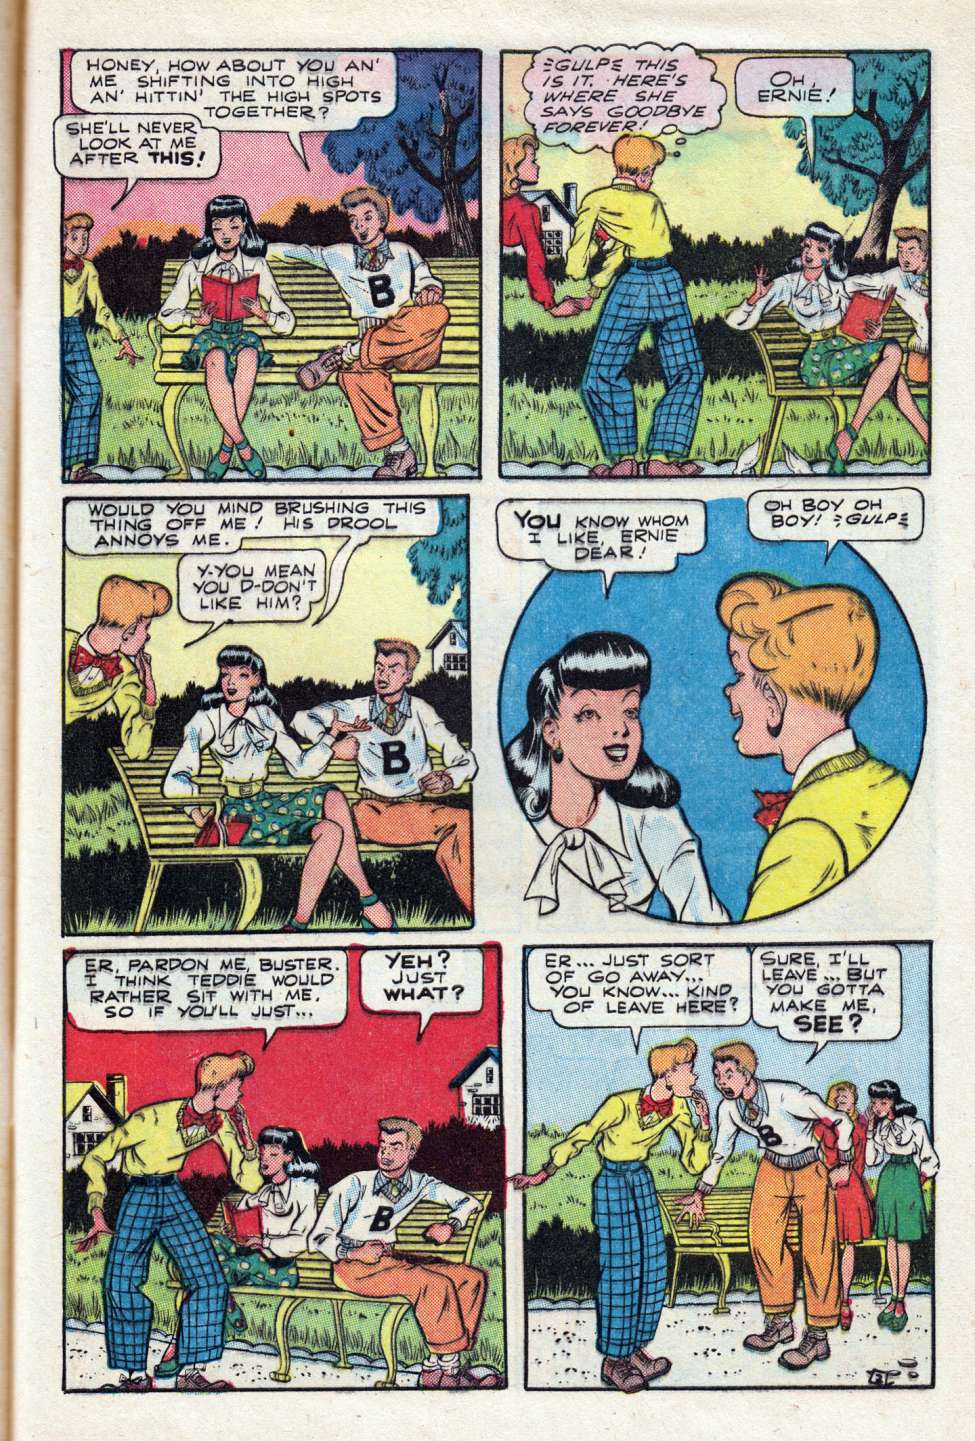 HONEY, HOW ABOUT YOU AN'
ME SHIFTING INTO HIGH
AN' HITTIN' THE HIGH SPOTS
TOGETHER?
SHE'LL NEVER
LOOK AT ME
AFTER THIS!
B
GULP THIS
IS IT. HERE'S
WHERE SHE
SAYS GOODBYE
FOREVER!
OH,
ERNIE!
WOULD YOU MIND BRUSHING THIS
THING OFF ME! HIS DROOL
ANNOYS ME.
Y-YOU MEAN
YOU D-DON'T
LIKE HIM?
B
YOU KNOW WHOM
I LIKE, ERNIE
DEAR!
OH BOY OH
BOY! GULP
ER, PARDON ME, BUSTER.
I THINK TEDDIE WOULD
RATHER SIT WITH ME,
SO IF YOU'LL JUST...
YEH?
JUST
WHAT?
B
ER... JUST SORT
OF GO AWAY...
YOU KNOW... KIND
OF LEAVE HERE?
SURE, I'LL
LEAVE... BUT
YOU GOTTA
MAKE ME,
SEE?
B